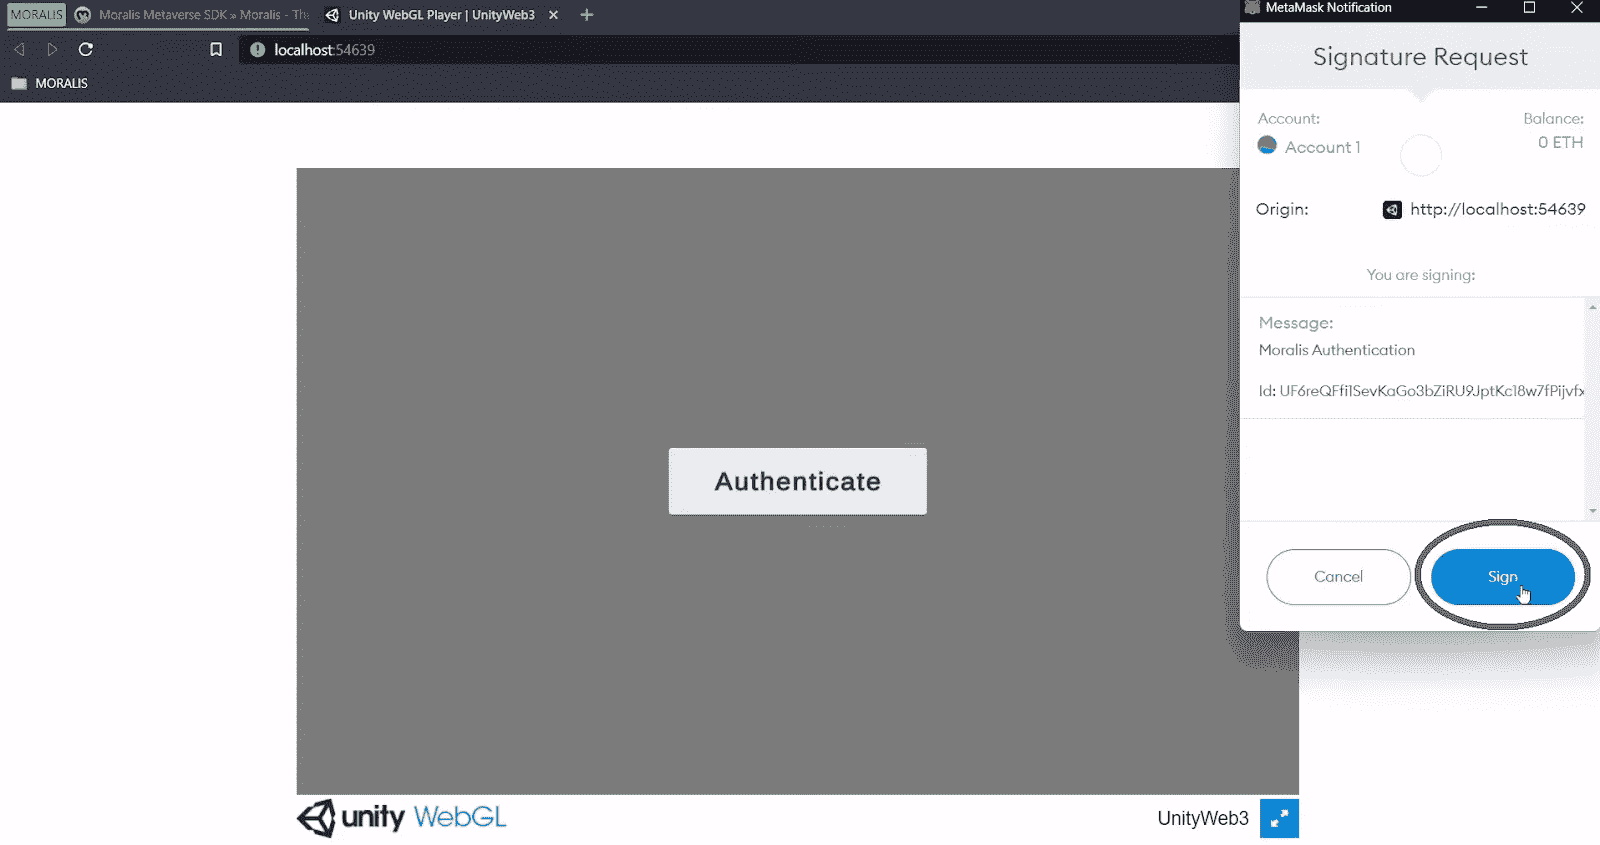 MORALIS
Moralis Metaverse SDK » Moralis - Th
Unity WebGL Player | UnityWeb3
localhost:54639
MORALIS
MetaMask Notification
Signature Request
Account:
Balance:
Account 1
0 ETH
Origin:
http://localhost:54639
You are signing:
Message:
Moralis Authentication
Id: UF6reQFfi1SevKaGo3bZiRU9JptKc18w7fPijvfx
Authenticate
Cancel
Sign
unity WebGL
UnityWeb3